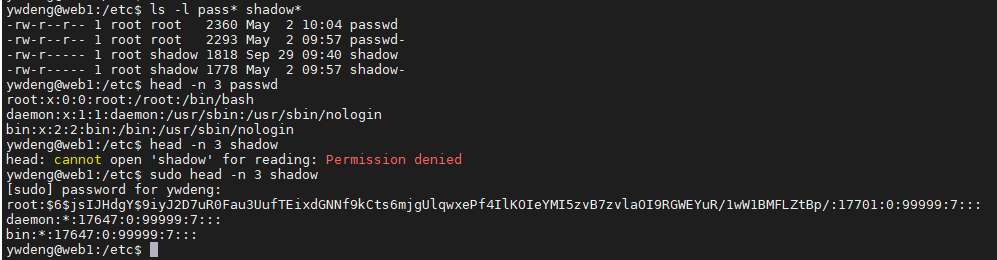 ywdeng@web1:/etc$ ls -l pass* shadow*
-rw-r--r-- 1 root root   2360 May  2 10:04 passwd
-rw-r--r-- 1 root root   2293 May  2 09:57 passwd-
-rw-r----- 1 root shadow 1818 Sep 29 09:40 shadow
-rw-r----- 1 root shadow 1778 May  2 09:57 shadow-
ywdeng@web1:/etc$ head -n 3 passwd
root:x:0:0:root:/root:/bin/bash
daemon:x:1:1:daemon:/usr/sbin:/usr/sbin/nologin
bin:x:2:2:bin:/bin:/usr/sbin/nologin
ywdeng@web1:/etc$ head -n 3 shadow
head: cannot open 'shadow' for reading: Permission denied
ywdeng@web1:/etc$ sudo head -n 3 shadow
[sudo] password for ywdeng:
root:$6$jsIJHdgY$9iyJ2D7uR0Fau3UufTEixdGNNf9kCts6mjgUlqwxePf4IlKOIeYMI5zvB7zvlaOI9RGWEYuR/1wW1BMFLZtBp/:17701:0:99999:7:::
daemon:*:17647:0:99999:7:::
bin:*:17647:0:99999:7:::
ywdeng@web1:/etc$